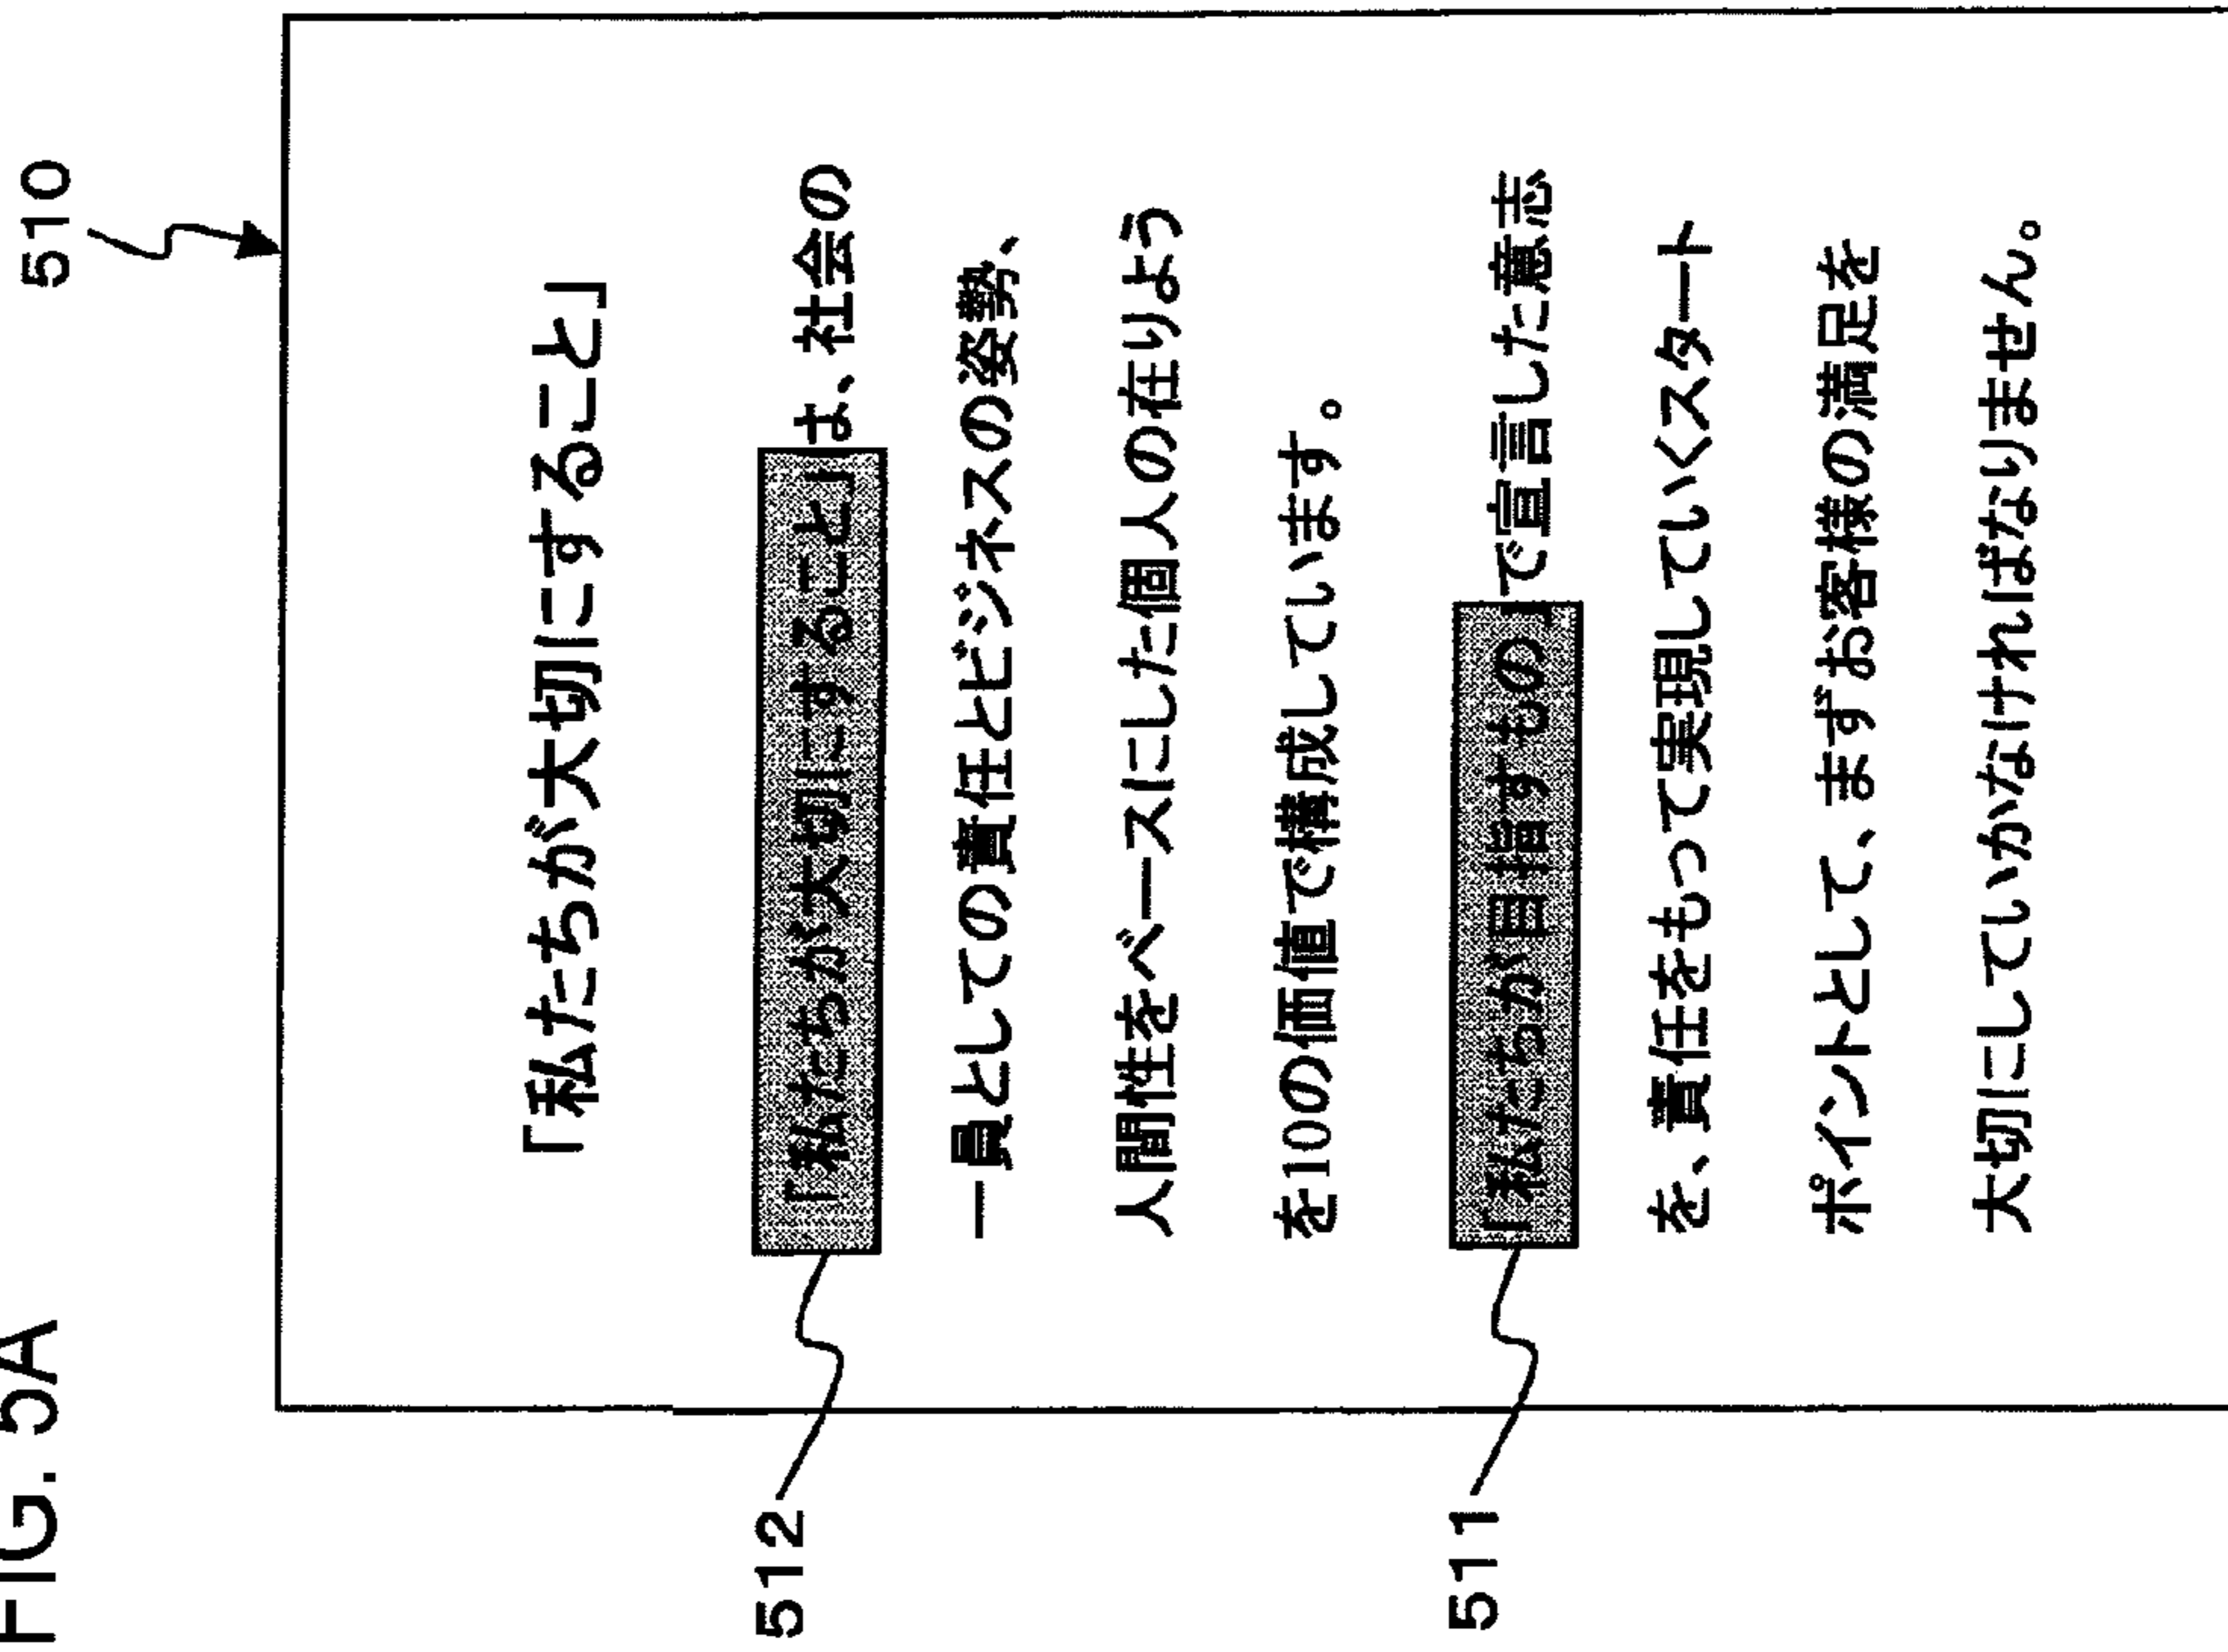 FIG. 5A
510
「私たちが大切にすること」
512
「私たちが大切にすること」は、社会の
一員としての責任とビジネスの姿勢、
人間性をベースにした個人の在りよう
を10の価値で構成しています。
511
「私たちが目指すもの」で宣言した意志
を、責任をもって実現していくスタート
ポイントとして、まずお客様の満足を
大切にしていかなければなりません。